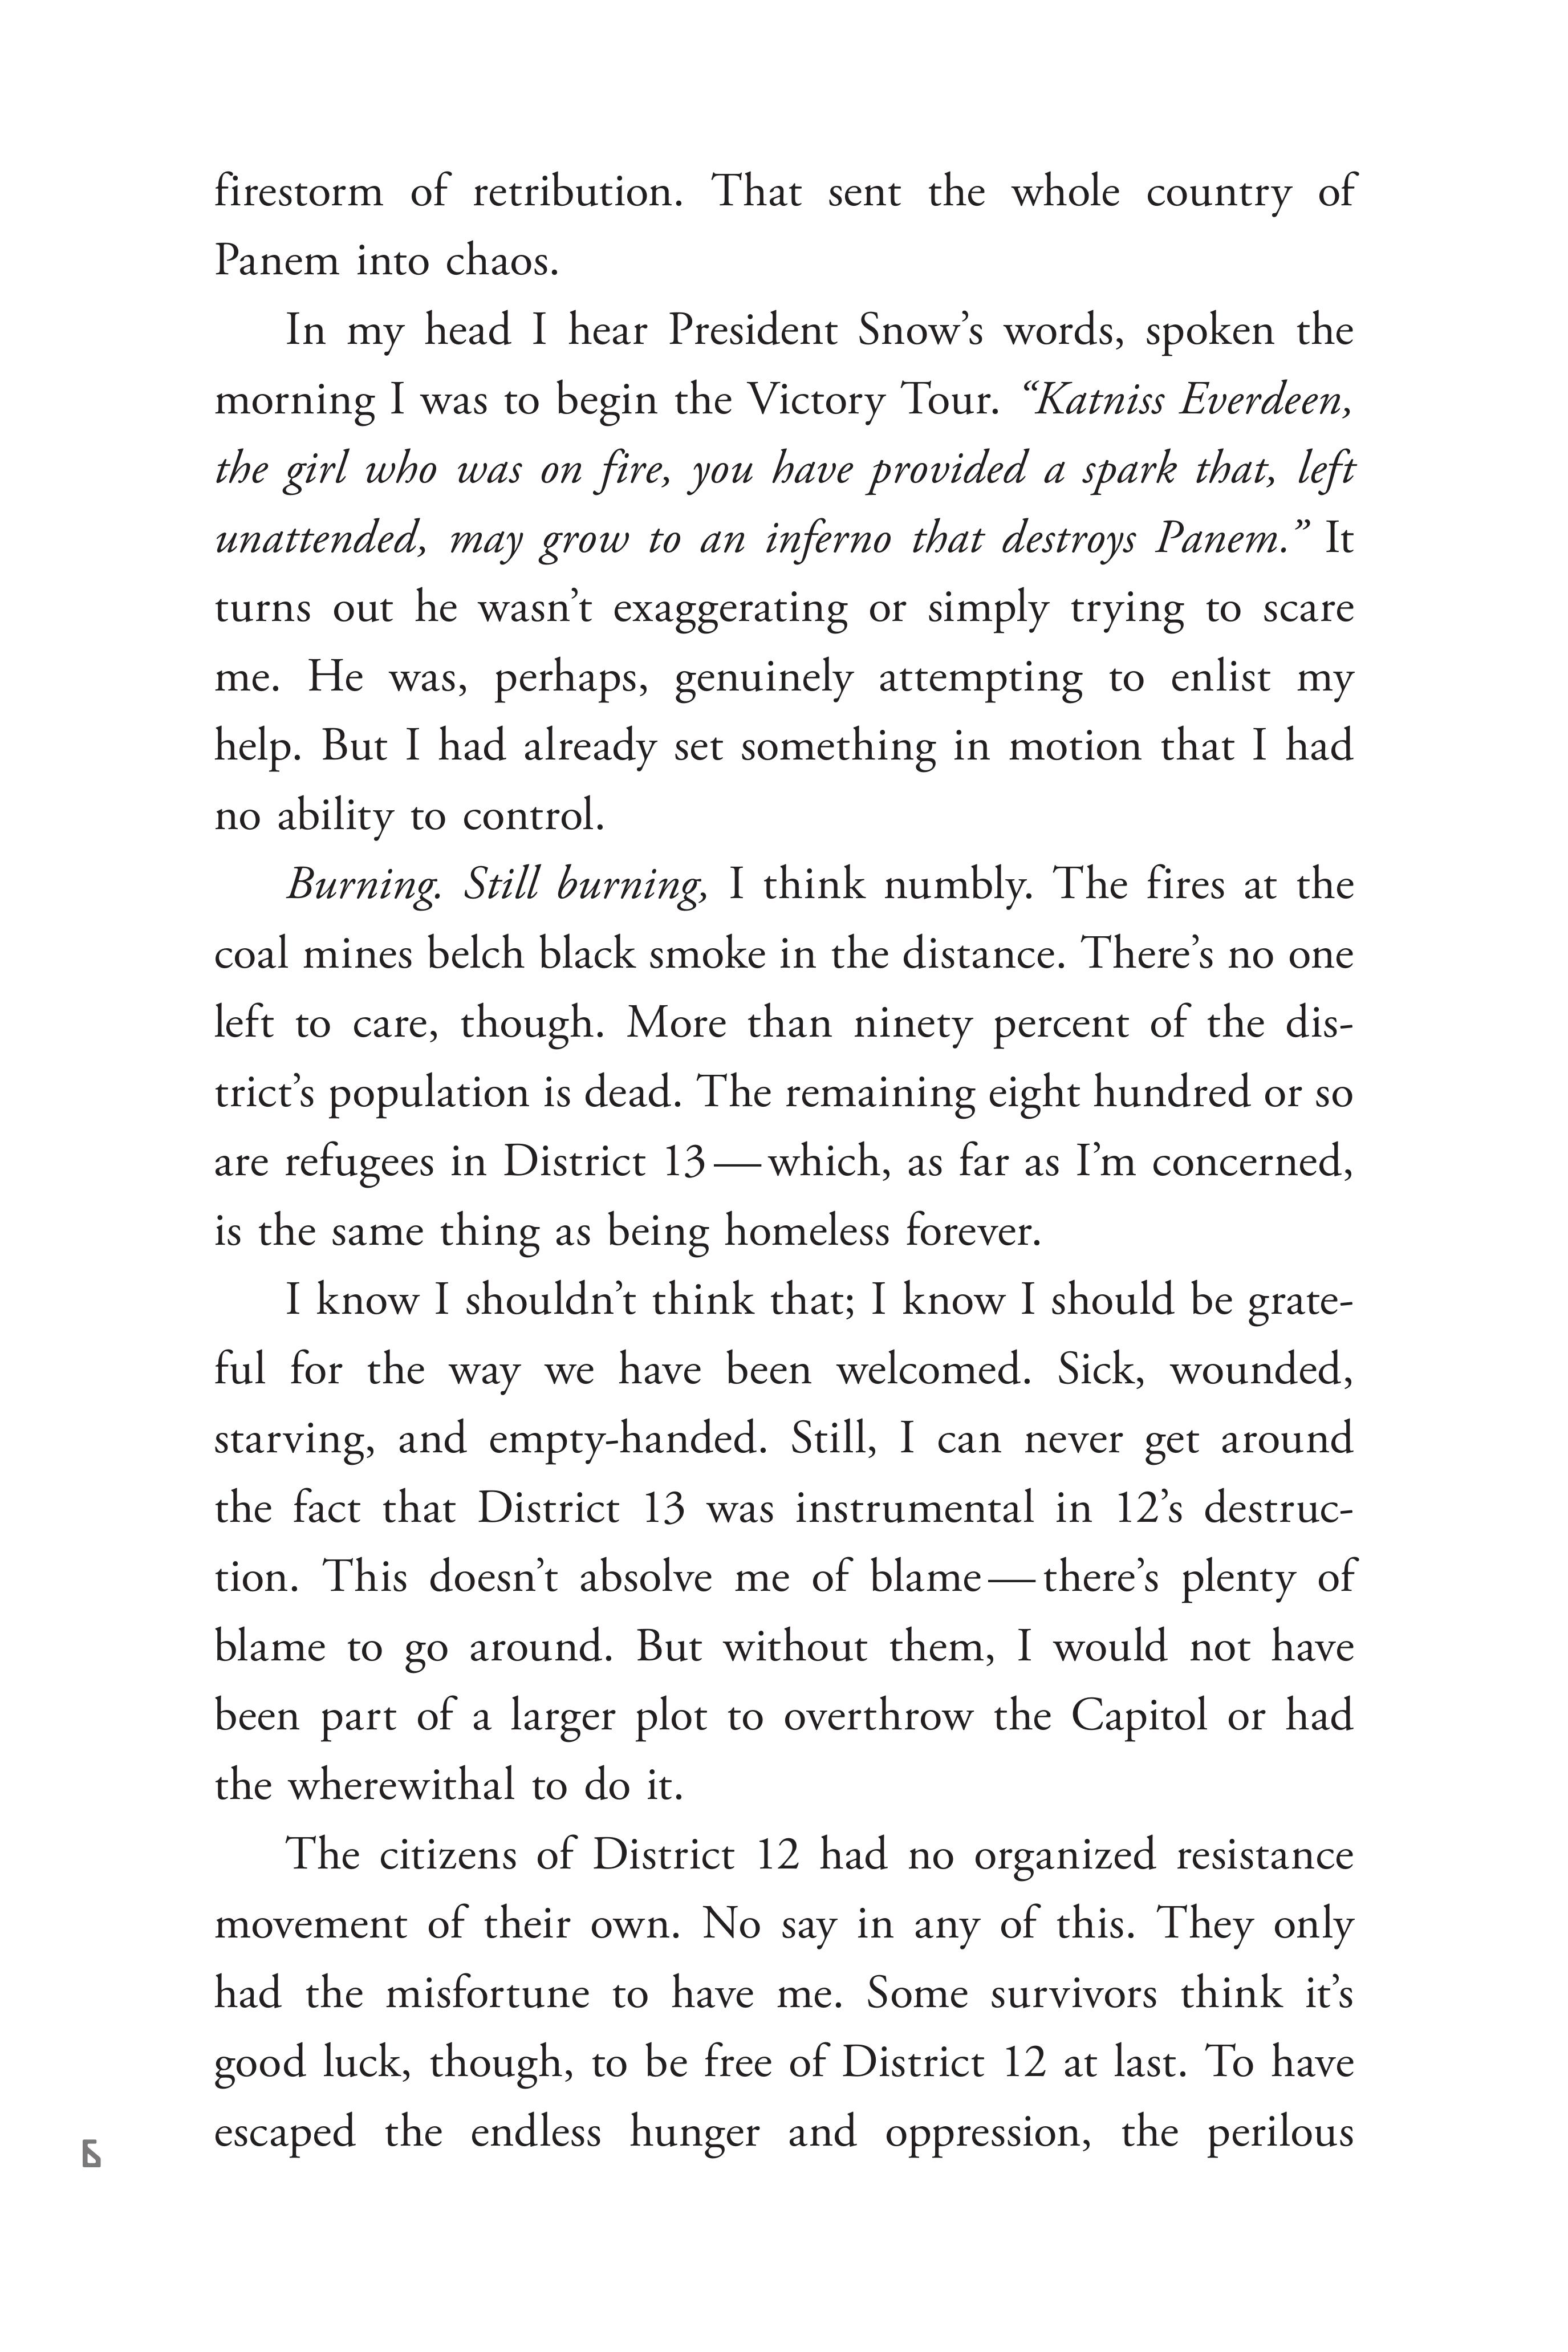 firestorm of retribution. That sent the whole country of
Panem into chaos.
In my head I hear President Snow’s words, spoken the
morning I was to begin the Victory Tour. “Katniss Everdeen,
the girl who was on fire, you have provided a spark that, left
unattended, may grow to an inferno that destroys Panem.” It
turns out he wasn’t exaggerating or simply trying to scare
me. He was, perhaps, genuinely attempting to enlist my
help. But I had already set something in motion that I had
no ability to control.
Burning. Still burning, I think numbly. The fires at the
coal mines belch black smoke in the distance. There’s no one
left to care, though. More than ninety percent of the dis-
trict’s population is dead. The remaining eight hundred or so
are refugees in District 13 — which, as far as I’m concerned,
is the same thing as being homeless forever.
I know I shouldn’t think that; I know I should be grate-
ful for the way we have been welcomed. Sick, wounded,
starving, and empty-handed. Still, I can never get around
the fact that District 13 was instrumental in 12’s destruc-
tion. This doesn’t absolve me of blame — there’s plenty of
blame to go around. But without them, I would not have
been part of a larger plot to overthrow the Capitol or had
the wherewithal to do it.
The citizens of District 12 had no organized resistance
movement of their own. No say in any of this. They only
had the misfortune to have me. Some survivors think it’s
good luck, though, to be free of District 12 at last. To have
escaped the endless hunger and oppression, the perilous
6